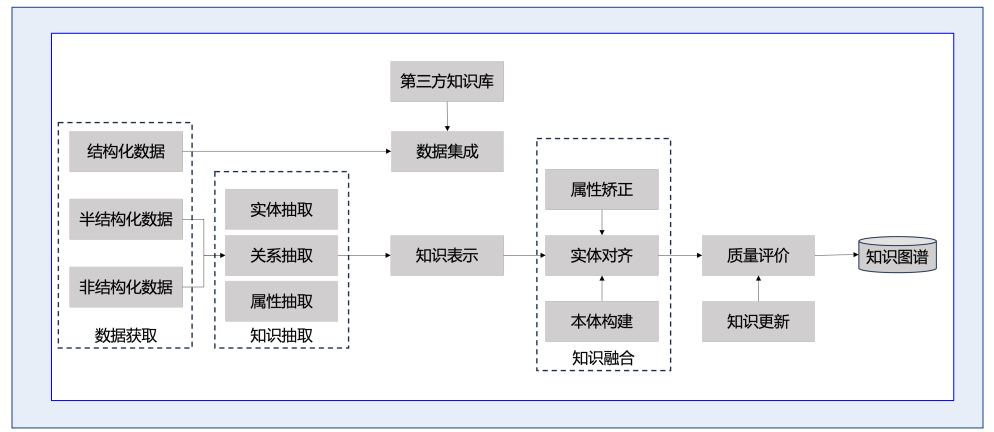 第三方知识库
结构化数据
数据集成
半结构化数据
非结构化数据
数据获取
实体抽取
关系抽取
属性抽取
知识抽取
知识表示
属性矫正
实体对齐
本体构建
知识融合
质量评价
知识更新
知识图谱